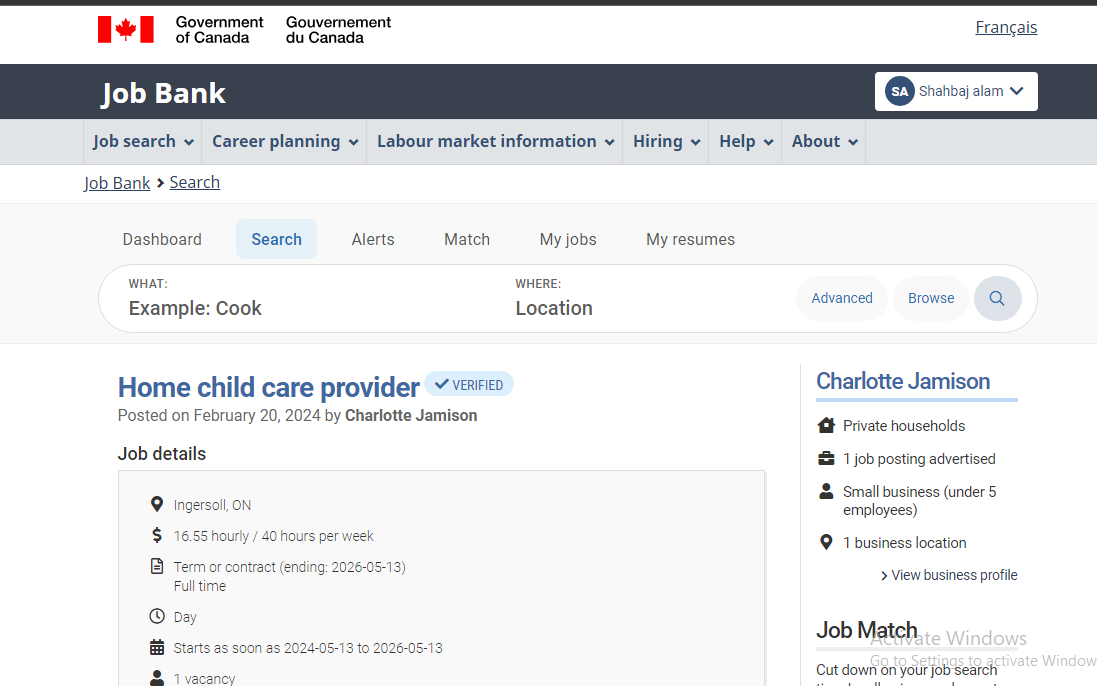 Government of Canada
Gouvernement du Canada
Français
Job Bank
SA Shahbaj alam
Job search Career planning Labour market information Hiring Help About
Job Bank Search
Dashboard Search Alerts Match My jobs My resumes
WHAT:
Example: Cook
WHERE:
Location
Advanced Browse
Home child care provider VERIFIED
Posted on February 20, 2024 by Charlotte Jamison
Job details
Ingersoll, ON
16.55 hourly / 40 hours per week
Term or contract (ending: 2026-05-13)
Full time
Day
Starts as soon as 2024-05-13 to 2026-05-13
1 vacancy
Charlotte Jamison
Private households
1 job posting advertised
Small business (under 5
employees)
1 business location
View business profile
Job Match
Cut down on your job search
Activate Windows
Go to Settings to activate Window